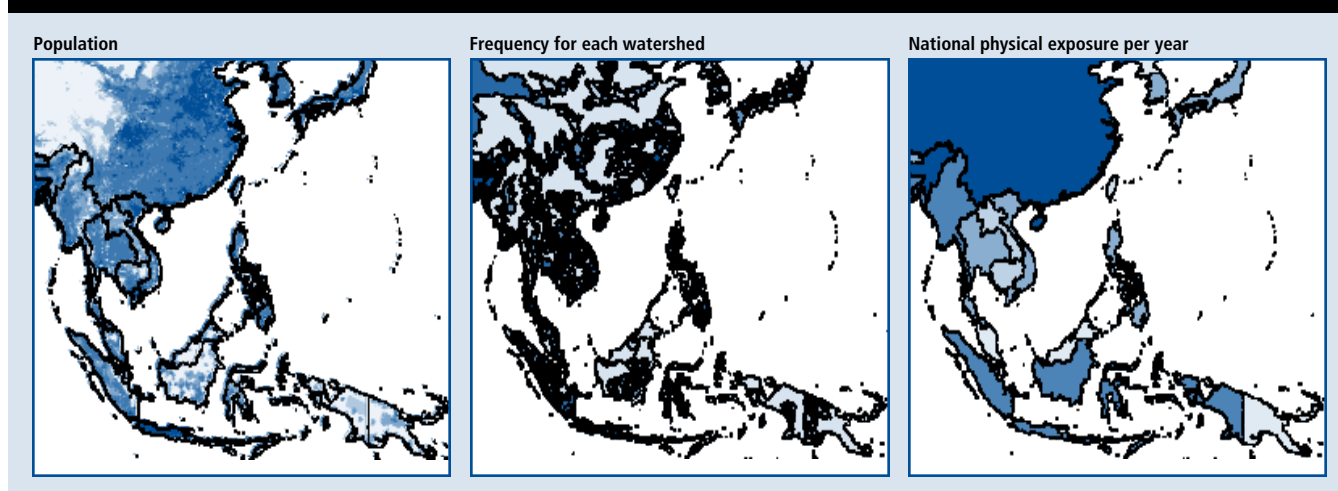 Population
Frequency for each watershed
National physical exposure per year